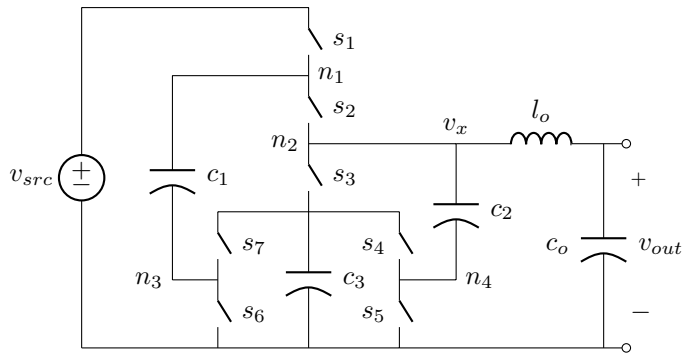 s1
n1
s2
lo
n2
vx
vsrc
±
c1
s3
+
c2
s7
s4
co
vout
n3
c3
n4
s6
s5
−